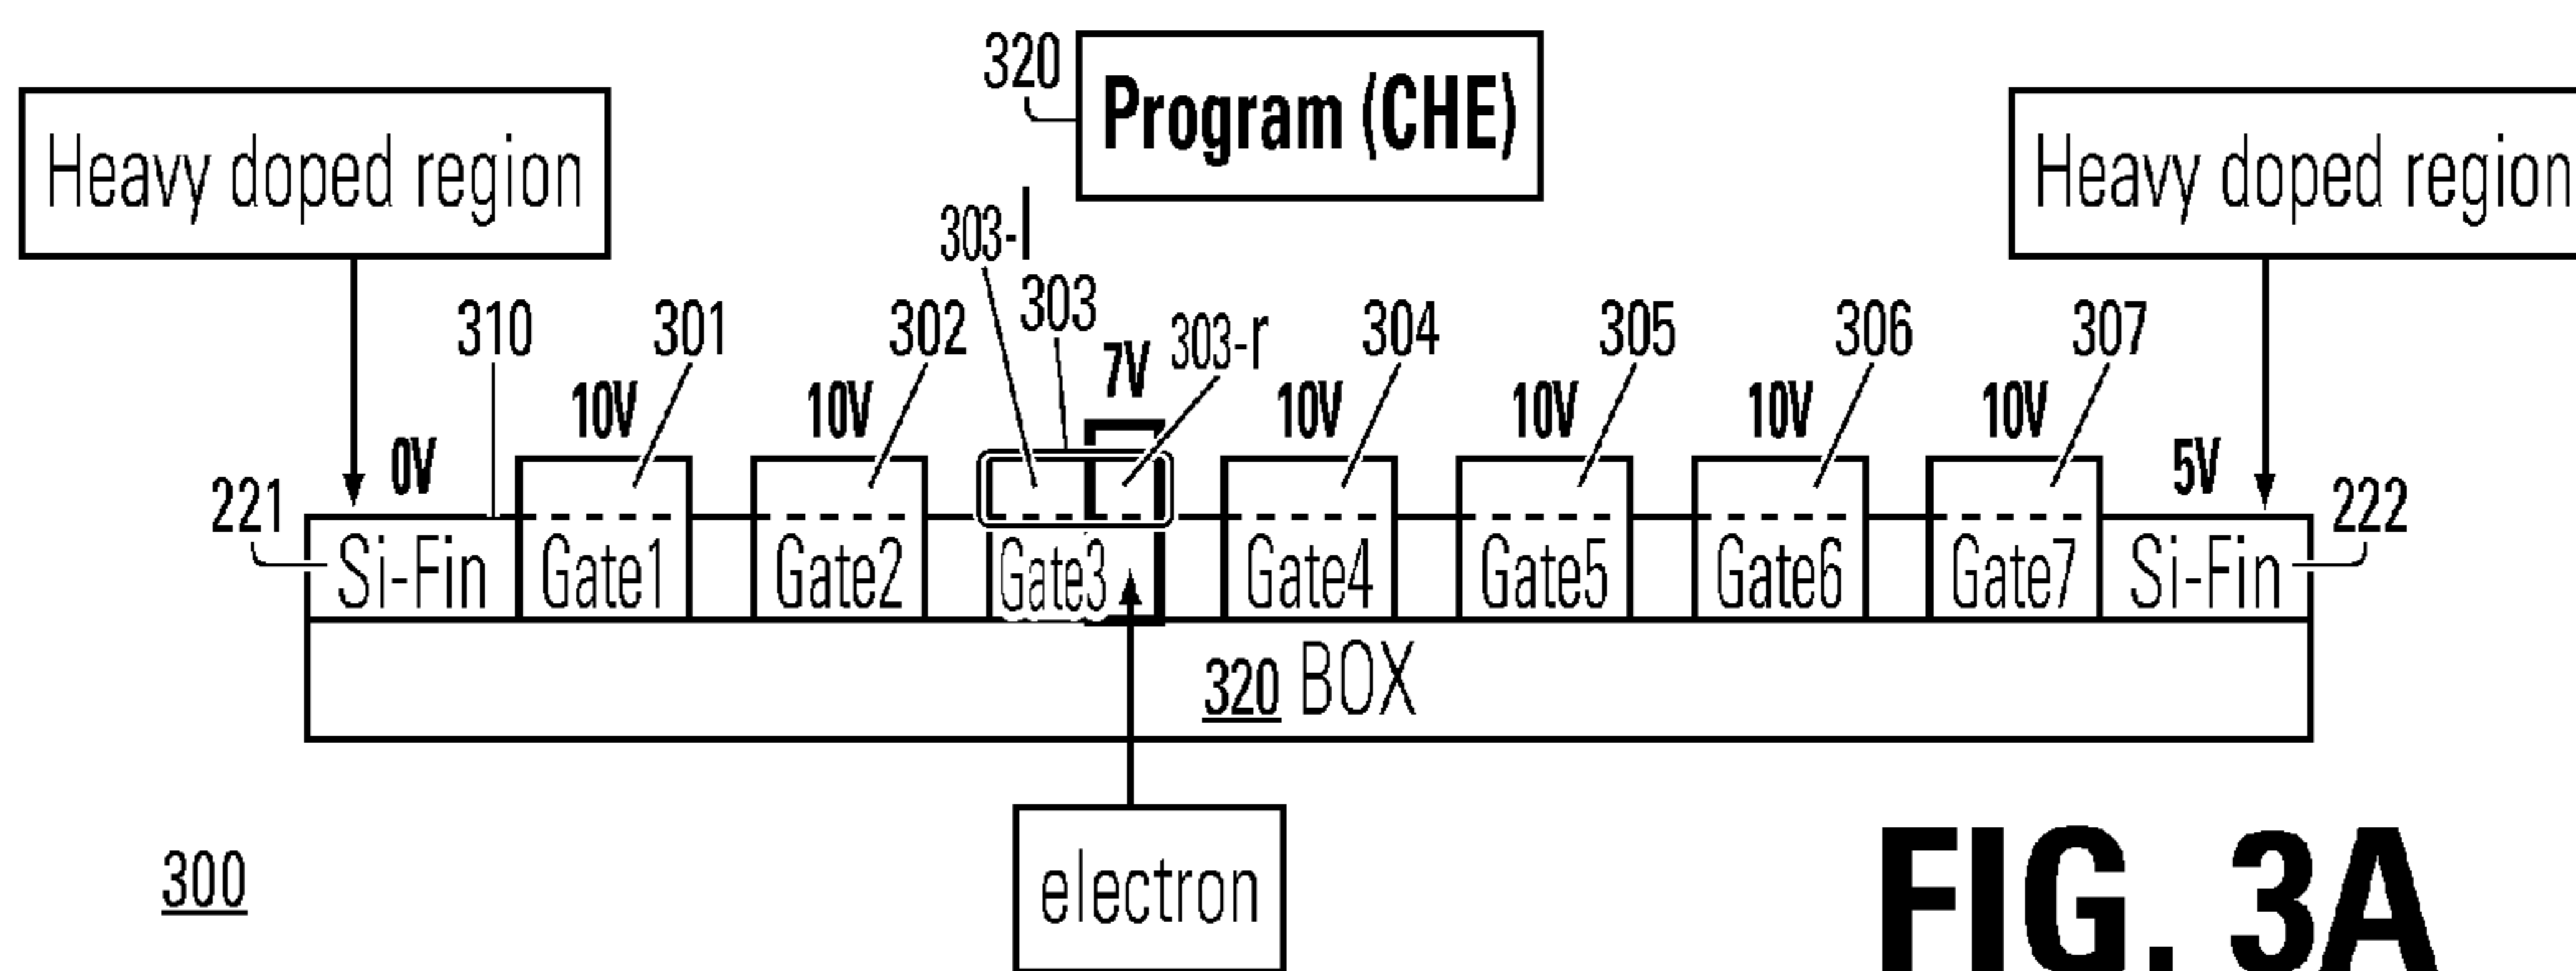 320
Program (CHE)
Heavy doped region
Heavy doped region
303-l
303
310
301
302
7V
303-r
304
305
306
307
10V
10V
10V
10V
10V
10V
0V
5V
221
222
Si-Fin
Gate1
Gate2
Gate3
Gate4
Gate5
Gate6
Gate7
Si-Fin
320 BOX
300
electron
FIG. 3A